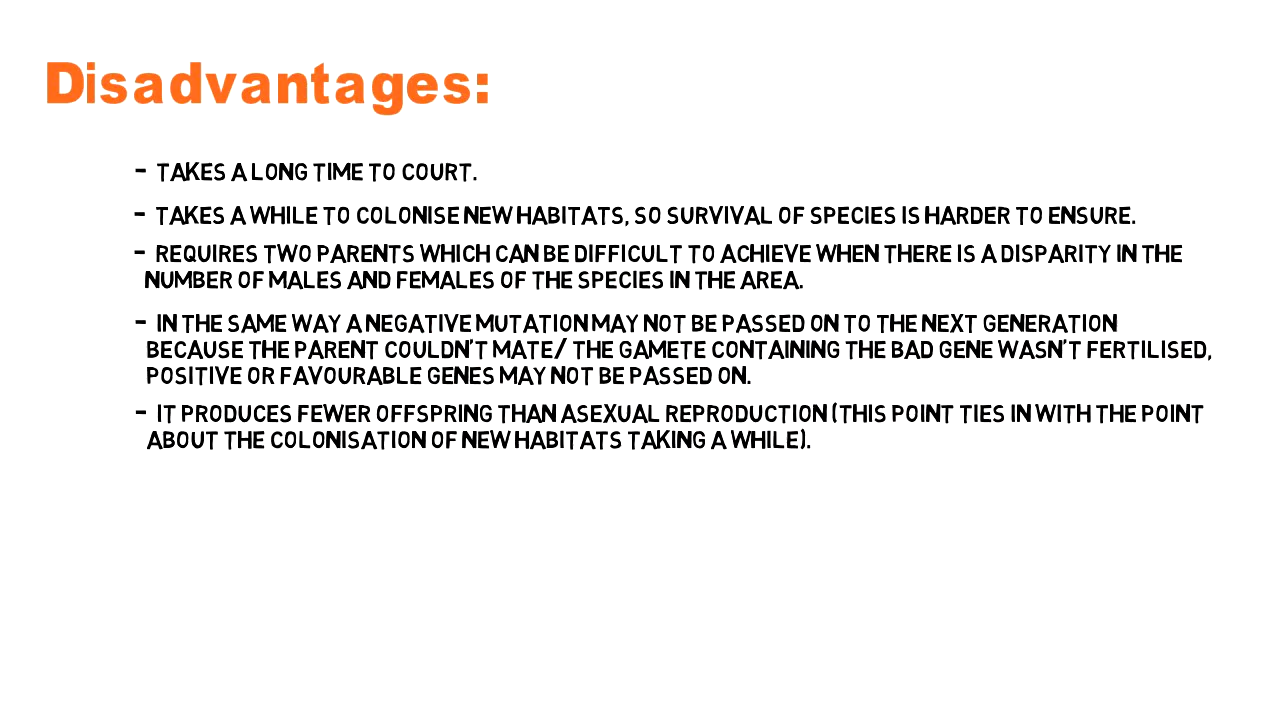 Disadvantages:
- TAKES A LONG TIME TO COURT.
- TAKES A WHILE TO COLONISE NEW HABITATS, SO SURVIVAL OF SPECIES IS HARDER TO ENSURE.
- REQUIRES TWO PARENTS WHICH CAN BE DIFFICULT TO ACHIEVE WHEN THERE IS A DISPARITY IN THE
NUMBER OF MALES AND FEMALES OF THE SPECIES IN THE AREA.
- IN THE SAME WAY A NEGATIVE MUTATION MAY NOT BE PASSED ON TO THE NEXT GENERATION
BECAUSE THE PARENT COULDN'T MATE/ THE GAMETE CONTAINING THE BAD GENE WASN'T FERTILISED,
POSITIVE OR FAVOURABLE GENES MAY NOT BE PASSED ON.
- IT PRODUCES FEWER OFFSPRING THAN ASEXUAL REPRODUCTION (THIS POINT TIES IN WITH THE POINT
ABOUT THE COLONISATION OF NEW HABITATS TAKING A WHILE).